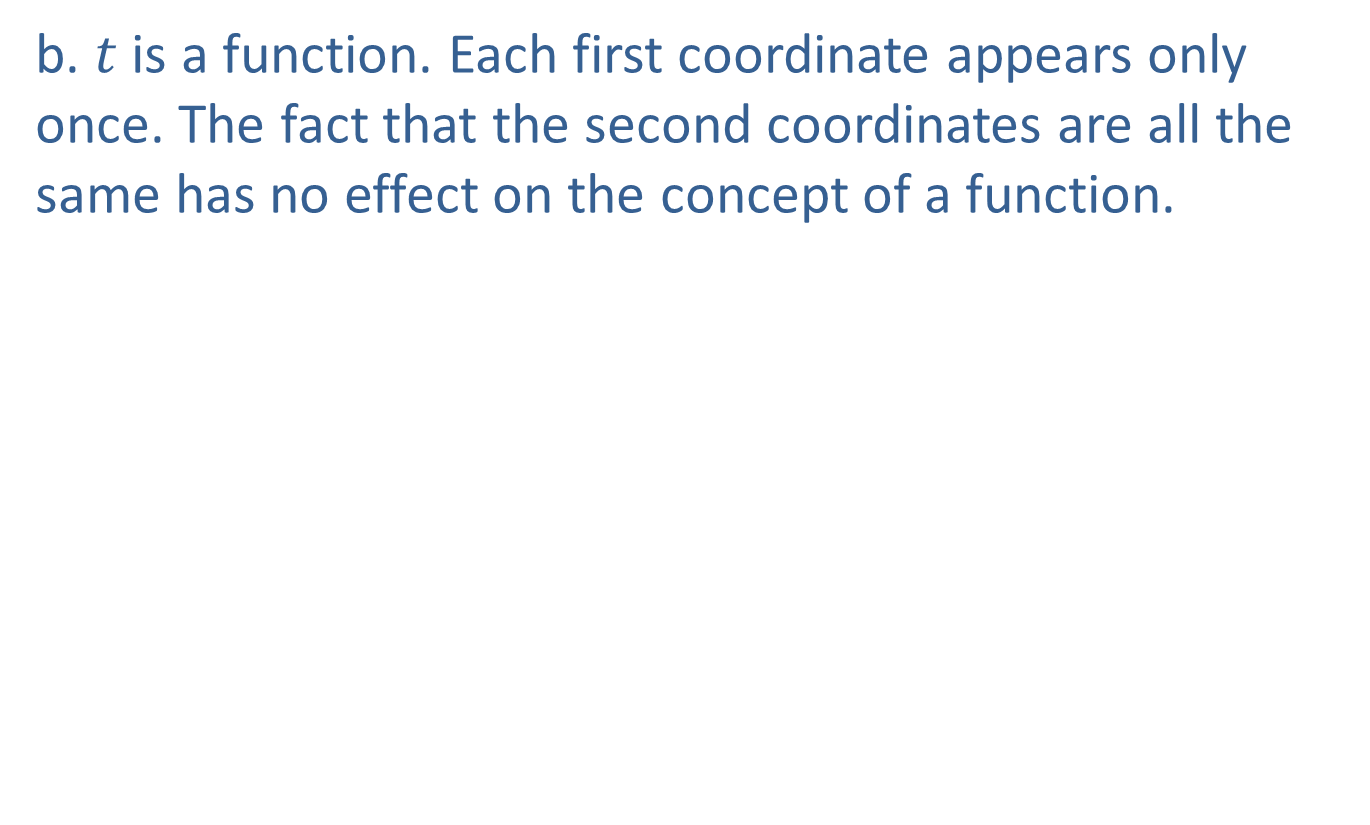 b. t is a function. Each first coordinate appears only
once. The fact that the second coordinates are all the
same has no effect on the concept of a function.